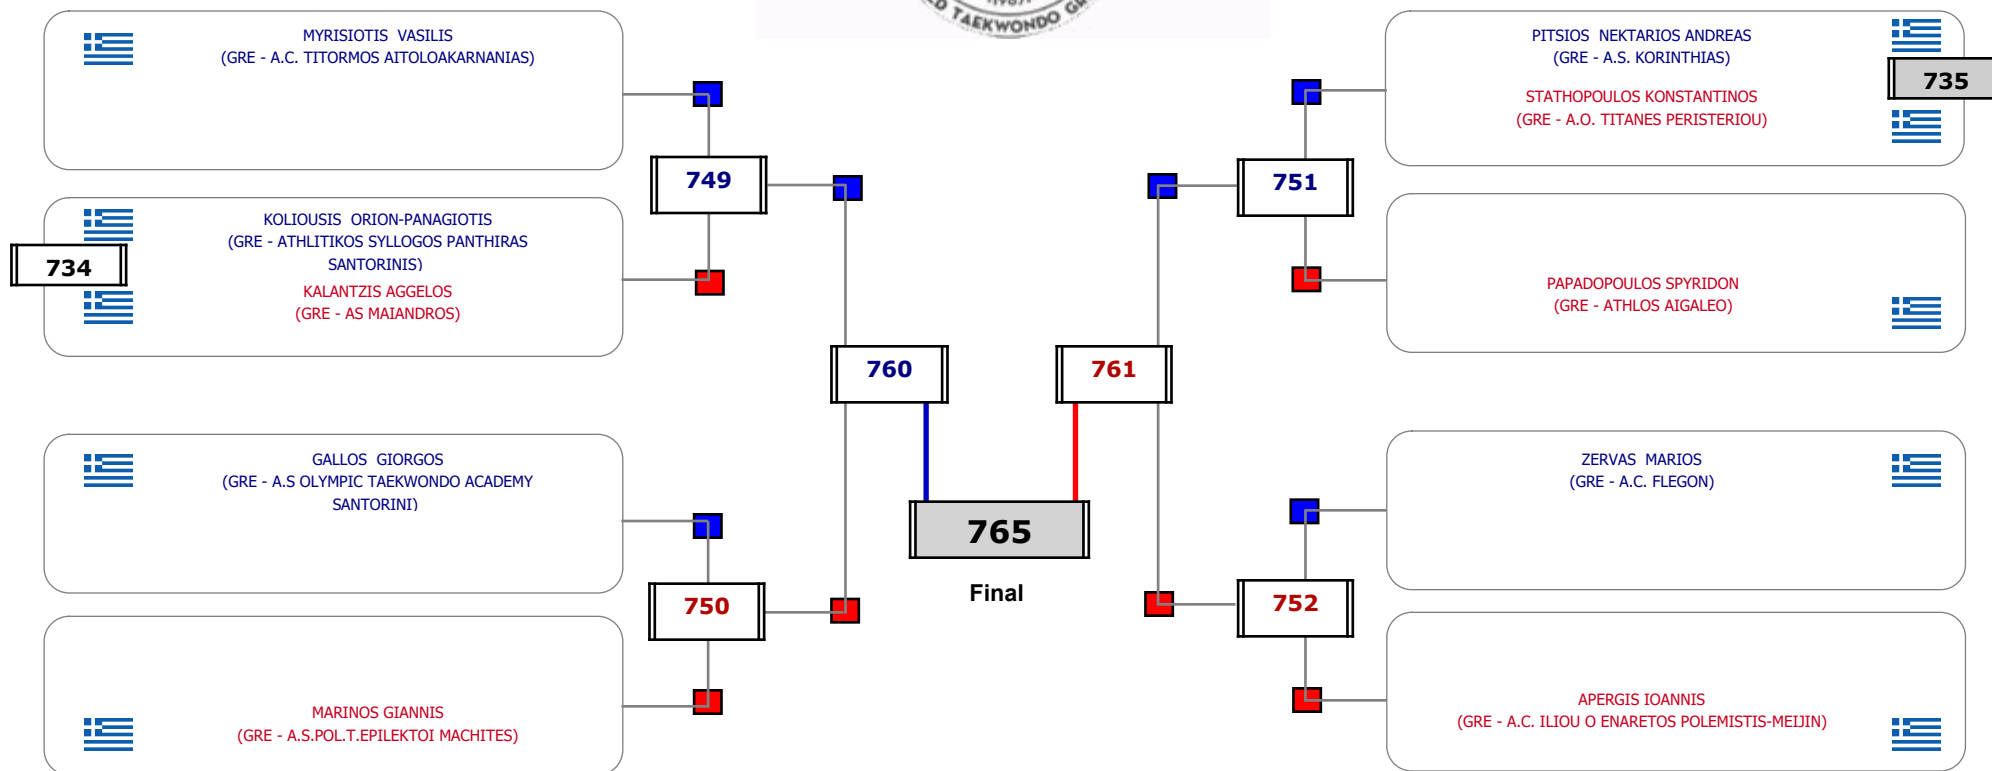 TAEKWONDO
MYRISIOTIS VASILIS
(GRE - A.C. TITORMOS AITOLOAKARNANIAS)
749
734
KOLIOUSIS ORION-PANAGIOTIS
(GRE - ATHLITIKOS SYLLOGOS PANTHIRAS
SANTORINIS)
KALANTZIS AGGELOS
(GRE - AS MAIANDROS)
760
GALLOS GIORGOS
(GRE - A.S OLYMPIC TAEKWONDO ACADEMY
SANTORINI)
750
MARINOS GIANNIS
(GRE - A.S.POL.T.EPILEKTOI MACHITES)
765
Final
PITSIOS NEKTARIOS ANDREAS
(GRE - A.S. KORINTHIAS)
735
STATHOPOULOS KONSTANTINOS
(GRE - A.O. TITANES PERISTERIOU)
751
PAPADOPOULOS SPYRIDON
(GRE - ATHLOS AIGALEO)
761
ZERVAS MARIOS
(GRE - A.C. FLEGON)
752
APERGIS IOANNIS
(GRE - A.C. ILIOU O ENARETOS POLEMISTIS-MEIJIN)